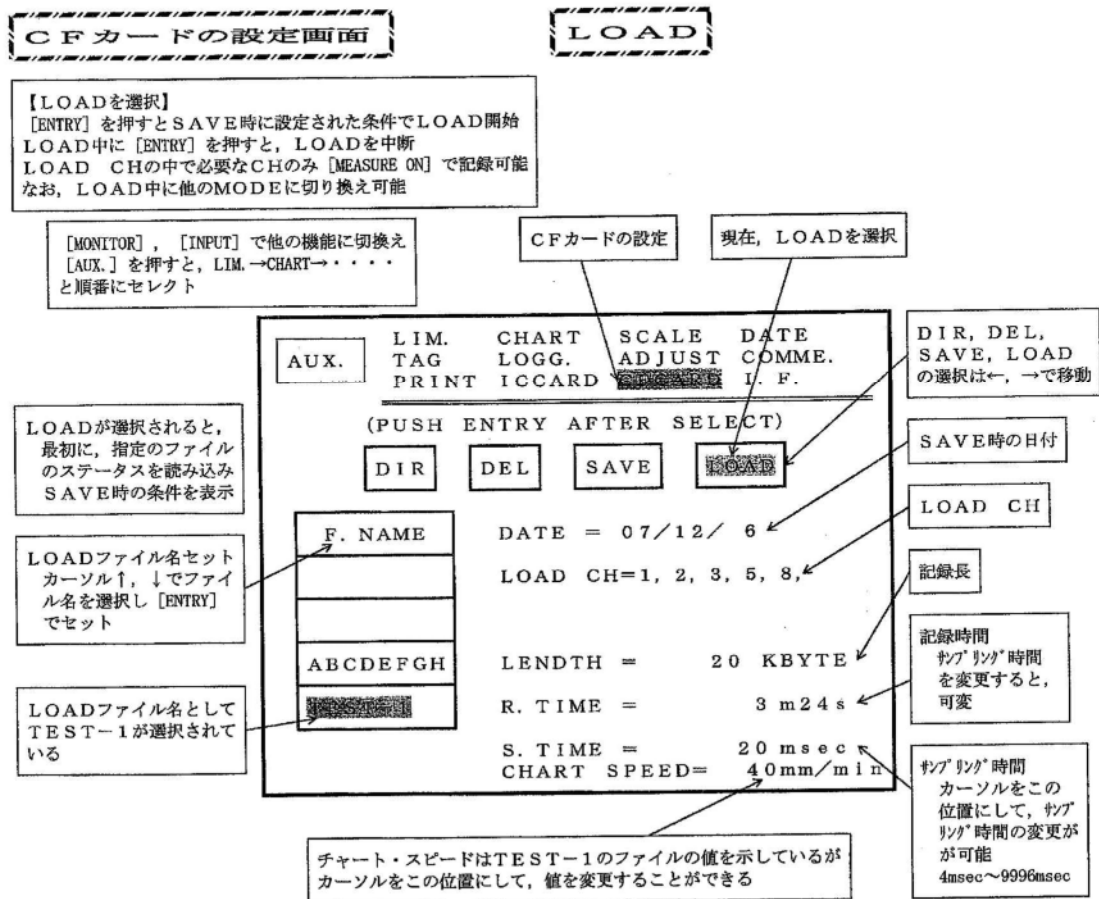 CFカードの設定画面
LOAD
【LOADを選択】
[ENTRY] を押すとSAVE時に設定された条件でLOAD開始
LOAD中に [ENTRY] を押すと，LOADを中断
LOAD CHの中で必要なCHのみ [MEASURE ON] で記録可能
なお，LOAD中に他のMODEに切り換え可能
[MONITOR] ， [INPUT] で他の機能に切換え
[AUX.] を押すと，LIM.→CHART→・・・・
と順番にセレクト
CFカードの設定
現在，LOADを選択
AUX.
LIM. CHART SCALE DATE
TAG LOGG. ADJUST COMME.
PRINT ICCARD CFCARD I. F.
(PUSH ENTRY AFTER SELECT)
DIR DEL SAVE LOAD
DIR, DEL,
SAVE, LOAD
の選択は←, →で移動
SAVE時の日付
LOAD CH
記録長
記録時間
ｻﾝﾌﾟﾘﾝｸﾞ時間
を変更すると，
可変
ｻﾝﾌﾟﾘﾝｸﾞ時間
カーソルをこの
位置にして，ｻﾝﾌﾟ
ﾘﾝｸﾞ時間の変更が
が可能
4msec～9996msec
LOADが選択されると，
最初に，指定のファイル
のステータスを読み込み
SAVE時の条件を表示
LOADファイル名セット
カーソル↑，↓でファイ
ル名を選択し [ENTRY]
でセット
LOADファイル名として
TEST－1が選択されて
いる
F. NAME
ABCDEFGH
TEST-1
DATE = 07/12/ 6
LOAD CH=1, 2, 3, 5, 8,
LENDTH = 20 KBYTE
R. TIME = 3 m24s
S. TIME = 20 msec
CHART SPEED= 40mm/min
チャート・スピードはTEST－1のファイルの値を示しているが
カーソルをこの位置にして，値を変更することができる